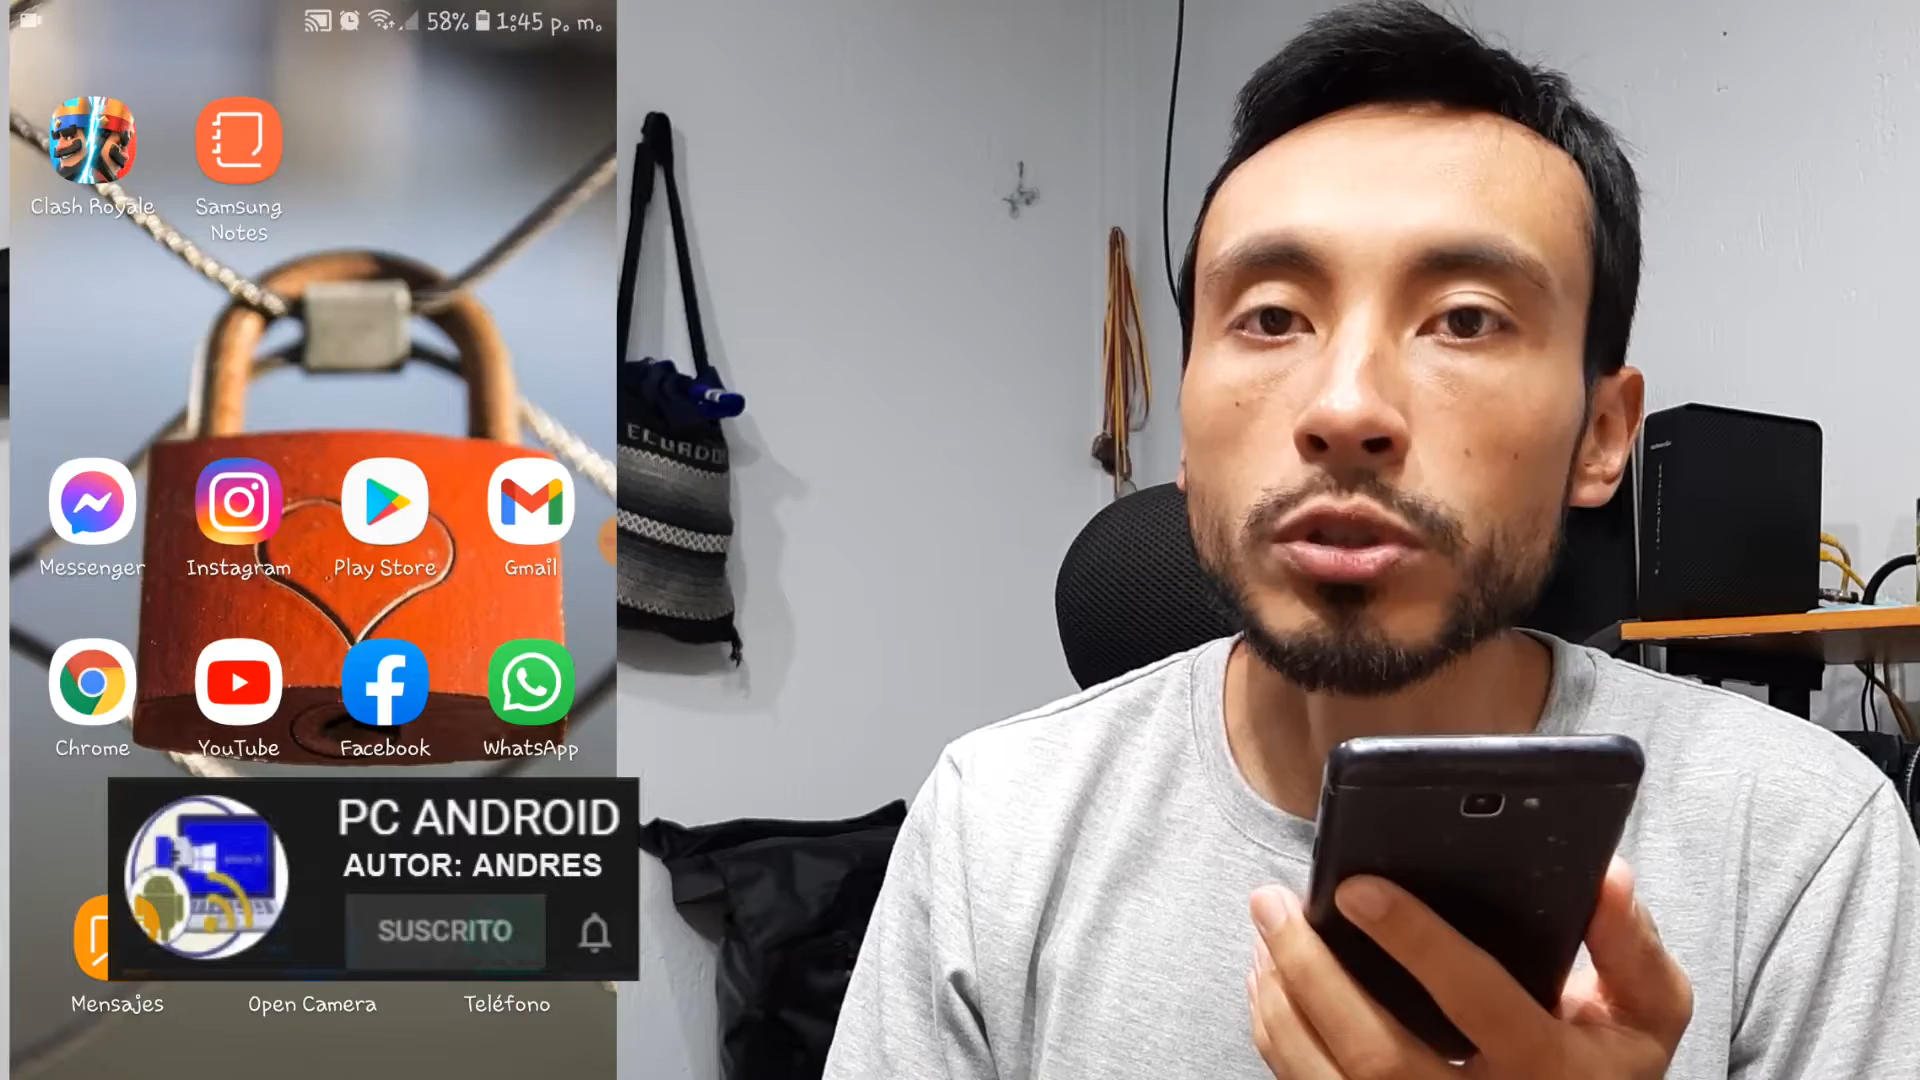 58% 1:45 p. m.
Clash Royale
Samsung
Notes
ECUADOR
Messenger
Instagram
Play Store
Gmail
Chrome
YouTube
Facebook
WhatsApp
PC ANDROID
AUTOR: ANDRES
SUSCRITO
Mensajes
Open Camera
Teléfono